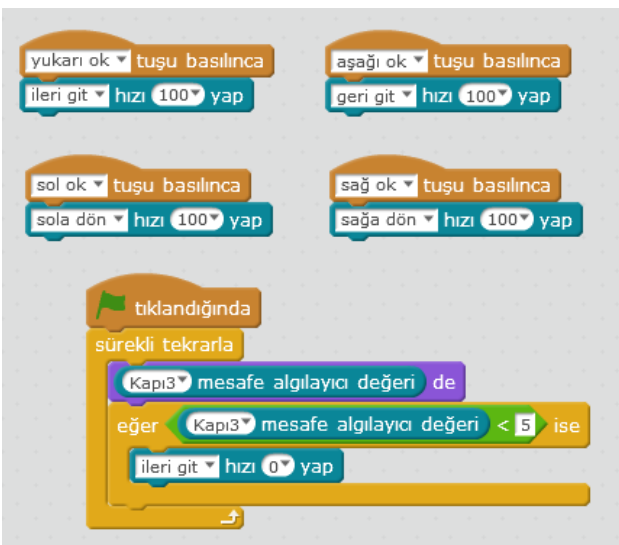 yukarı ok tuşu basılınca
ileri git hızı 100 yap
aşağı ok tuşu basılınca
geri git hızı 100 yap
sol ok tuşu basılınca
sola dön hızı 100 yap
sağ ok tuşu basılınca
sağa dön hızı 100 yap
tıklandığında
sürekli tekrarla
Kapı3 mesafe algılayıcı değeri de
eğer Kapı3 mesafe algılayıcı değeri < 5 ise
ileri git hızı 0 yap